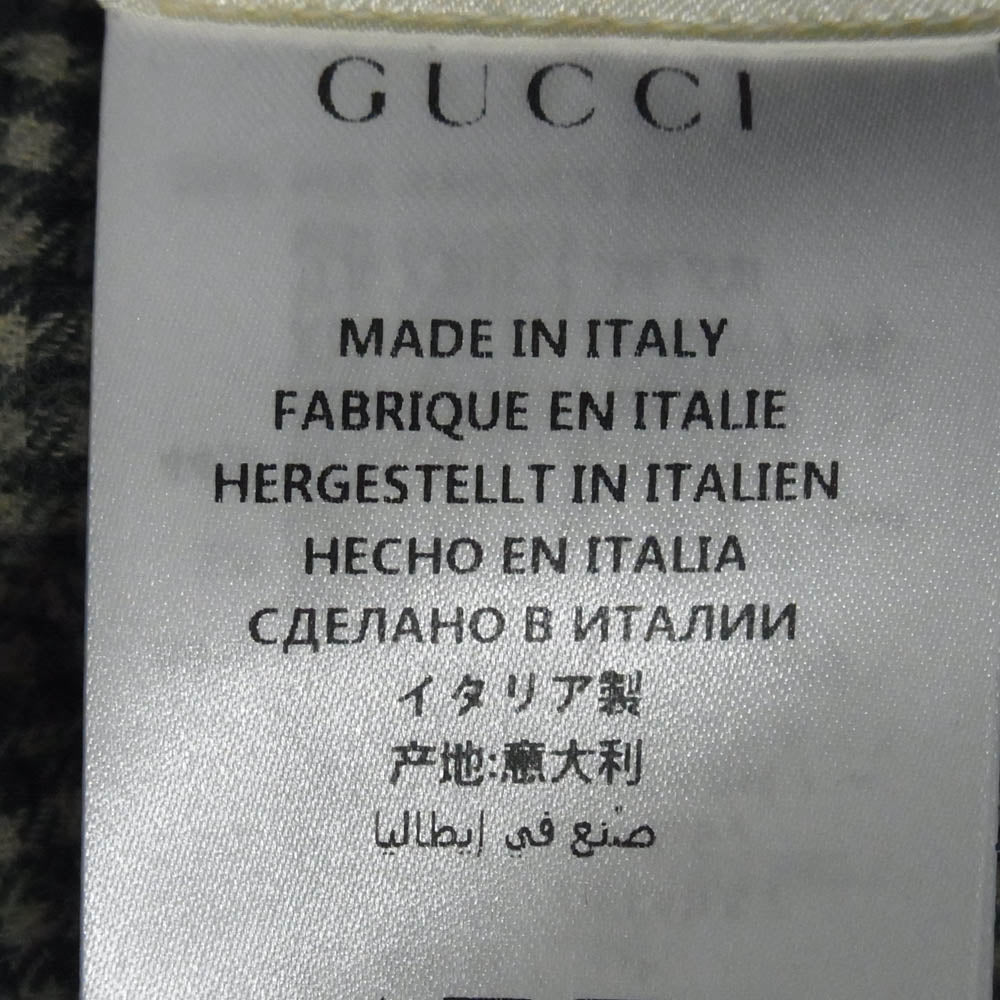 GUCCI
MADE IN ITALY
FABRIQUE EN ITALIE
HERGESTELLT IN ITALIEN
HECHO EN ITALIA
СДЕЛАНО В ИТАЛИИ
イタリア製
产地:意大利
صُنع في إيطاليا